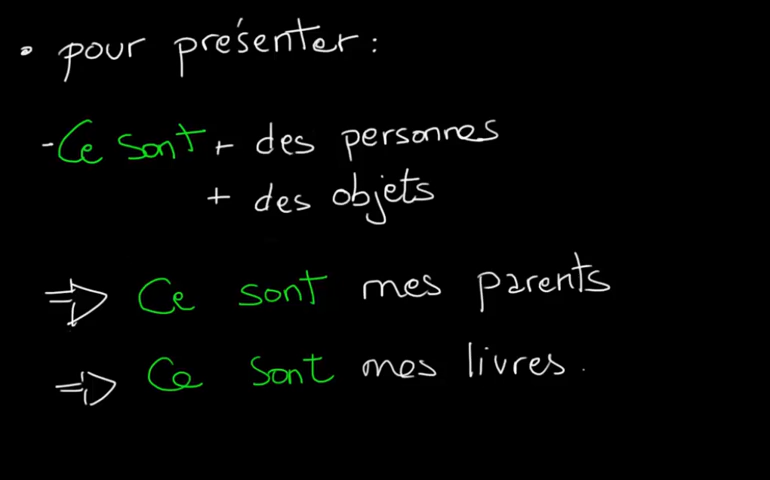 • pour présenter:
- Ce sont + des personnes
+ des objets
⇒ Ce sont mes parents
⇒ Ce sont mes livres.